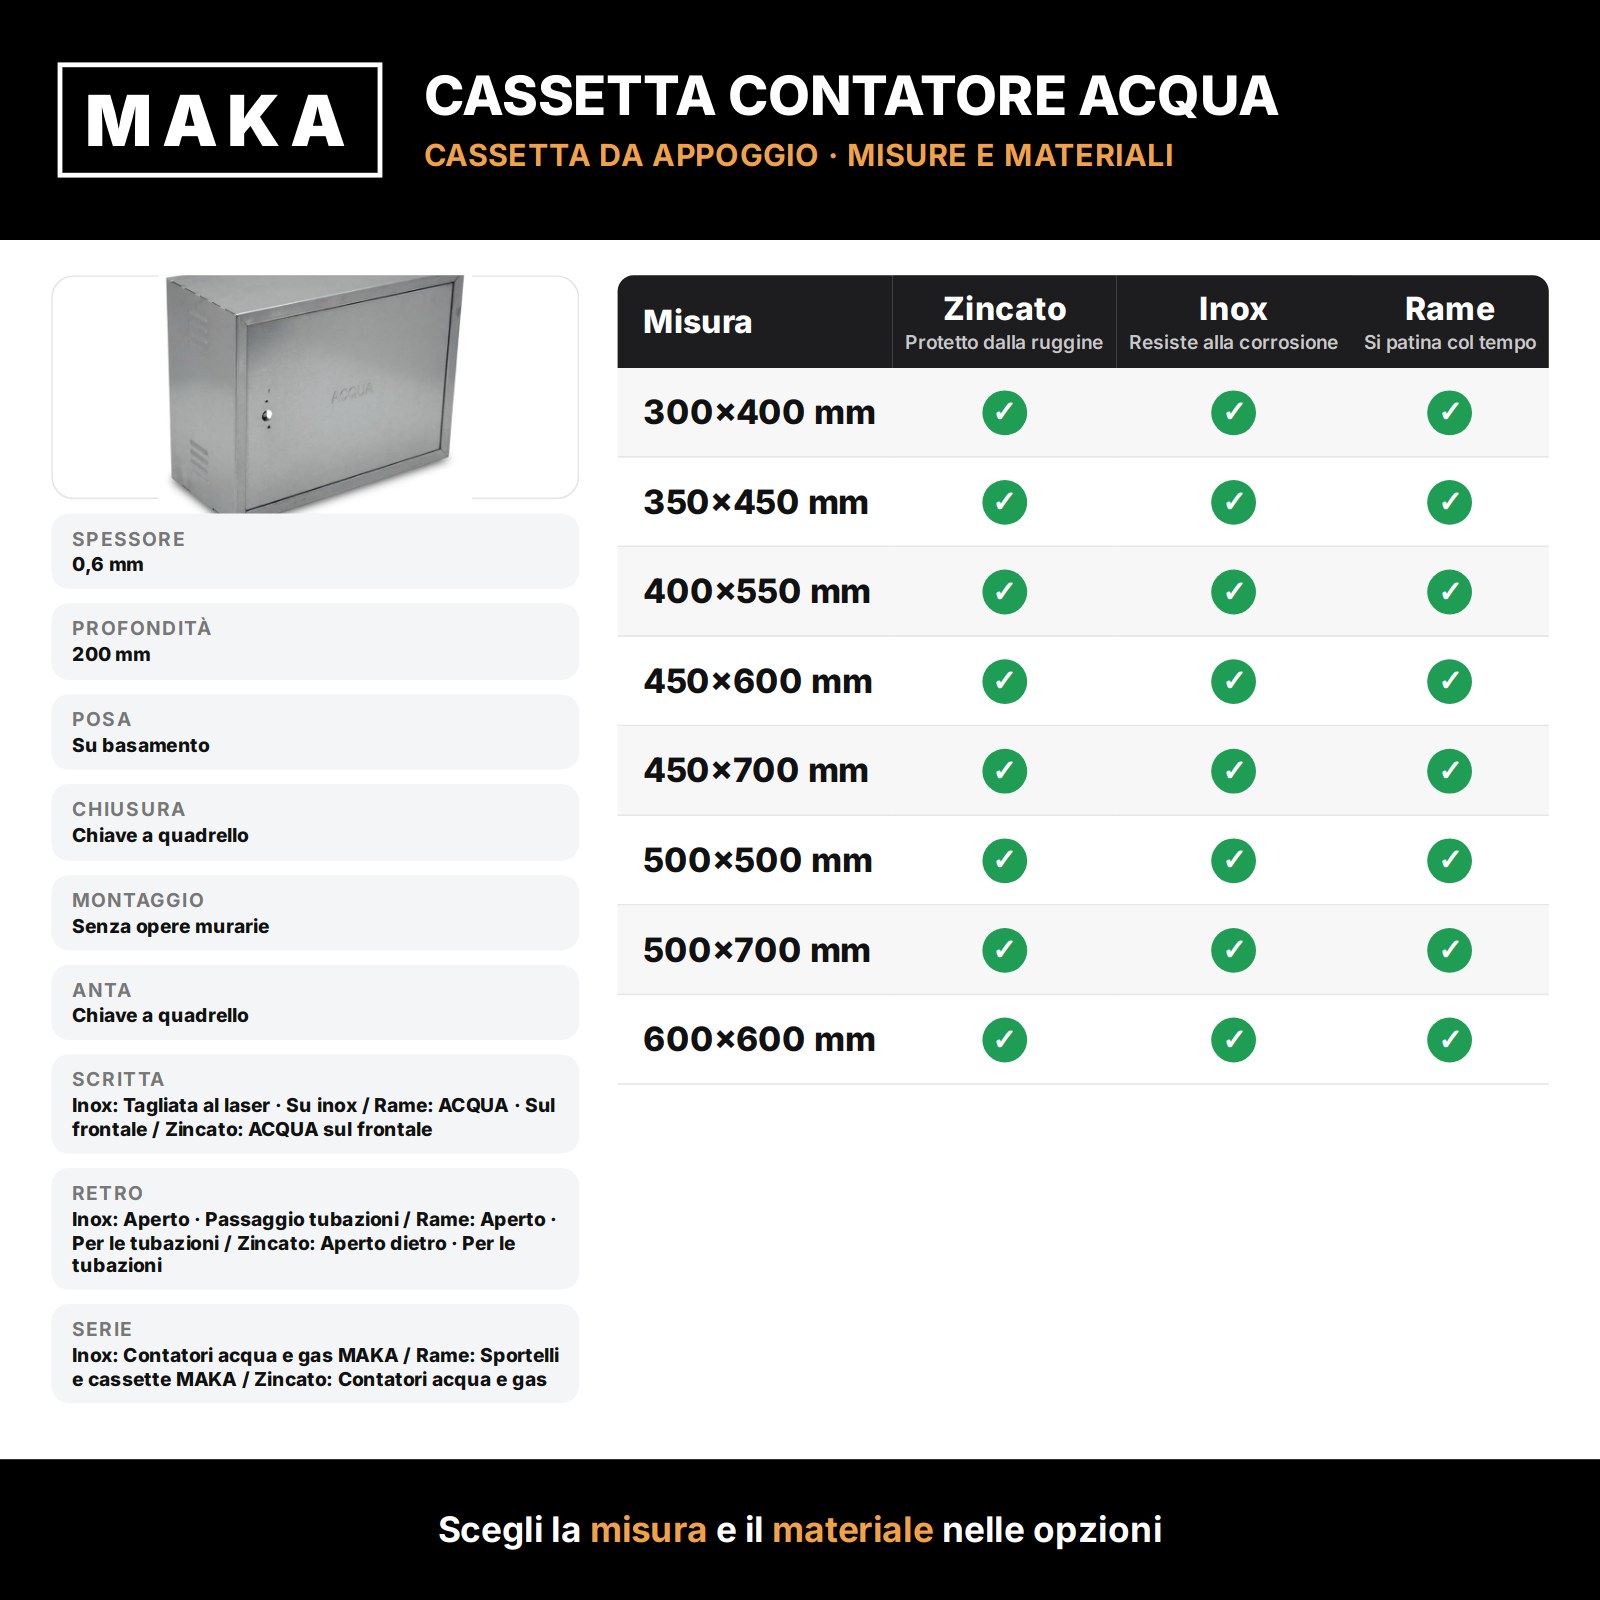 MAKA
CASSETTA CONTATORE ACQUA
CASSETTA DA APPOGGIO · MISURE E MATERIALI
ACQUA
SPESSORE
0,6 mm
PROFONDITÀ
200 mm
POSA
Su basamento
CHIUSURA
Chiave a quadrello
MONTAGGIO
Senza opere murarie
ANTA
Chiave a quadrello
SCRITTA
Inox: Tagliata al laser · Su inox / Rame: ACQUA · Sul
frontale / Zincato: ACQUA sul frontale
RETRO
Inox: Aperto · Passaggio tubazioni / Rame: Aperto ·
Per le tubazioni / Zincato: Aperto dietro · Per le
tubazioni
SERIE
Inox: Contatori acqua e gas MAKA / Rame: Sportelli
e cassette MAKA / Zincato: Contatori acqua e gas
Misura Zincato Inox Rame
Protetto dalla ruggine Resiste alla corrosione Si patina col tempo
300×400 mm ✓ ✓ ✓
350×450 mm ✓ ✓ ✓
400×550 mm ✓ ✓ ✓
450×600 mm ✓ ✓ ✓
450×700 mm ✓ ✓ ✓
500×500 mm ✓ ✓ ✓
500×700 mm ✓ ✓ ✓
600×600 mm ✓ ✓ ✓
Scegli la misura e il materiale nelle opzioni